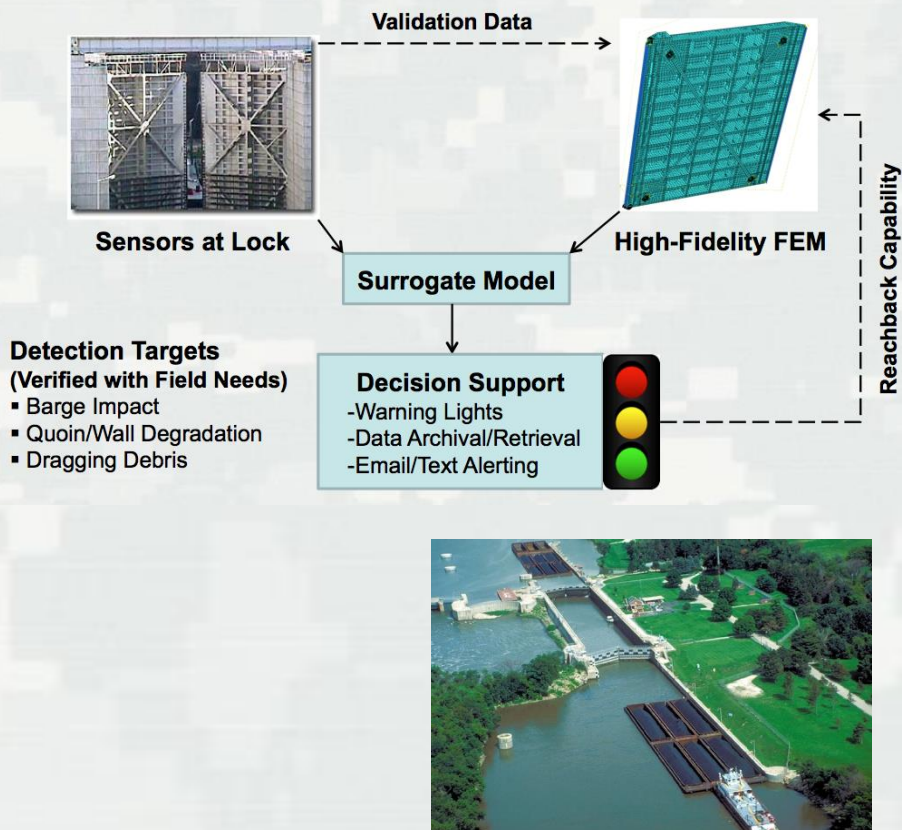 Validation Data
Sensors at Lock
High-Fidelity FEM
Reachback Capability
Surrogate Model
Detection Targets
(Verified with Field Needs)
▪ Barge Impact
▪ Quoin/Wall Degradation
▪ Dragging Debris
Decision Support
-Warning Lights
-Data Archival/Retrieval
-Email/Text Alerting